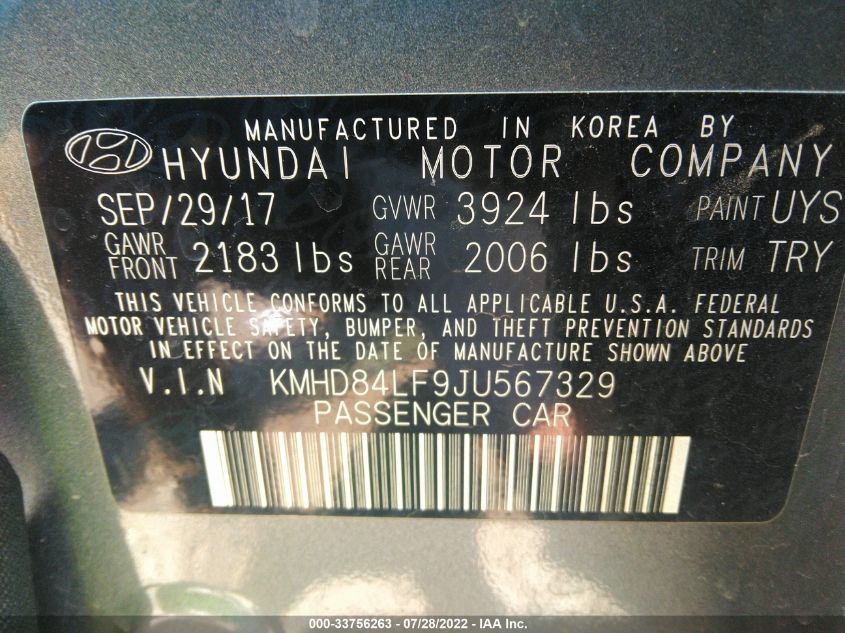 MANUFACTURED IN KOREA BY
HYUNDAI MOTOR COMPANY
SEP/29/17 GVWR 3924 lbs PAINT UYS
GAWR FRONT 2183 lbs GAWR REAR 2006 lbs TRIM TRY
THIS VEHICLE CONFORMS TO ALL APPLICABLE U.S.A. FEDERAL
MOTOR VEHICLE SAFETY, BUMPER, AND THEFT PREVENTION STANDARDS
IN EFFECT ON THE DATE OF MANUFACTURE SHOWN ABOVE
V.I.N KMHD84LF9JU567329
PASSENGER CAR
000-33756263 - 07/28/2022 - IAA Inc.